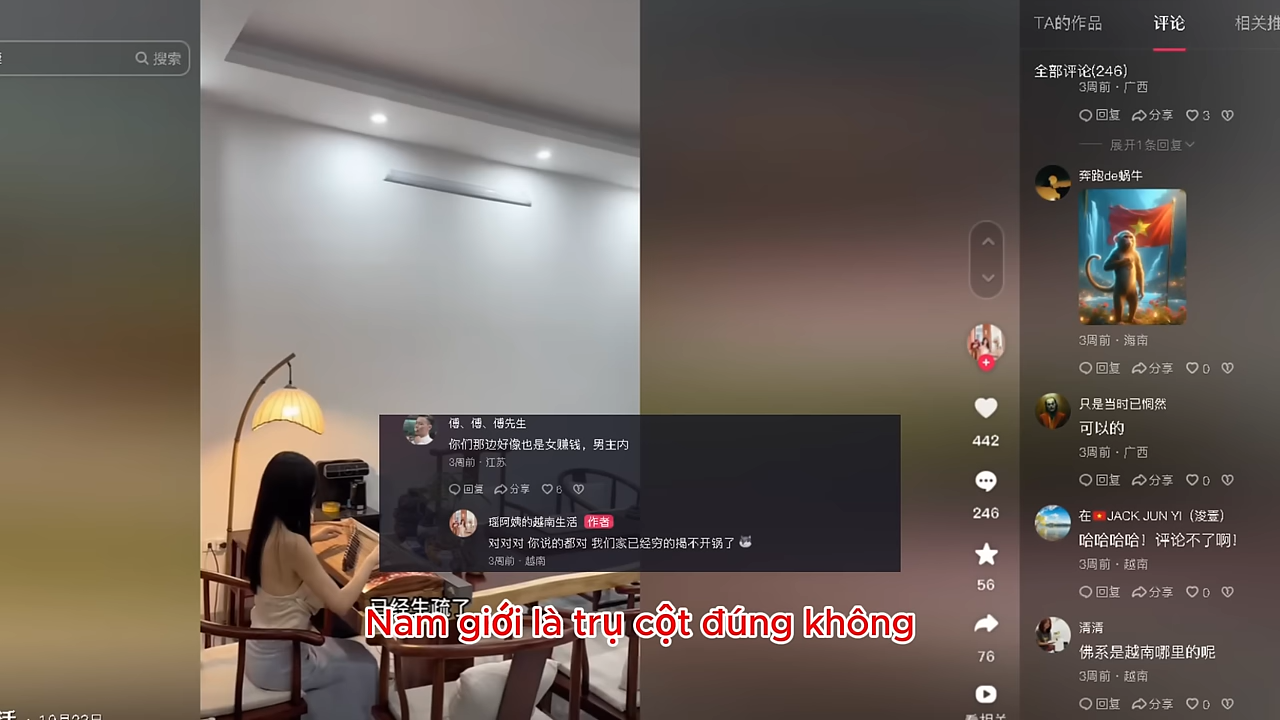 搜索
TA的作品
评论
相关推
全部评论(246)
3周前·广西
回复 分享 3
展开1条回复
奔跑de蜗牛
3周前·海南
回复 分享 0
只是当时已惘然
可以的
3周前·广西
回复 分享 0
在🇻🇳JACK JUN YI（浚壹）
哈哈哈哈！评论不了啊！
3周前·越南
回复 分享 0
清清
佛系是越南哪里的呢
3周前·越南
回复 分享 0
442
246
56
76
傅、傅、傅先生
你们那边好像也是女赚钱，男主内
3周前·江苏
回复 分享 6
瑶阿姨的越南生活 作者
对对对 你说的都对 我们家已经穷的揭不开锅了
3周前·越南
已经生疏了
Nam giới là trụ cột đúng không
10月22日